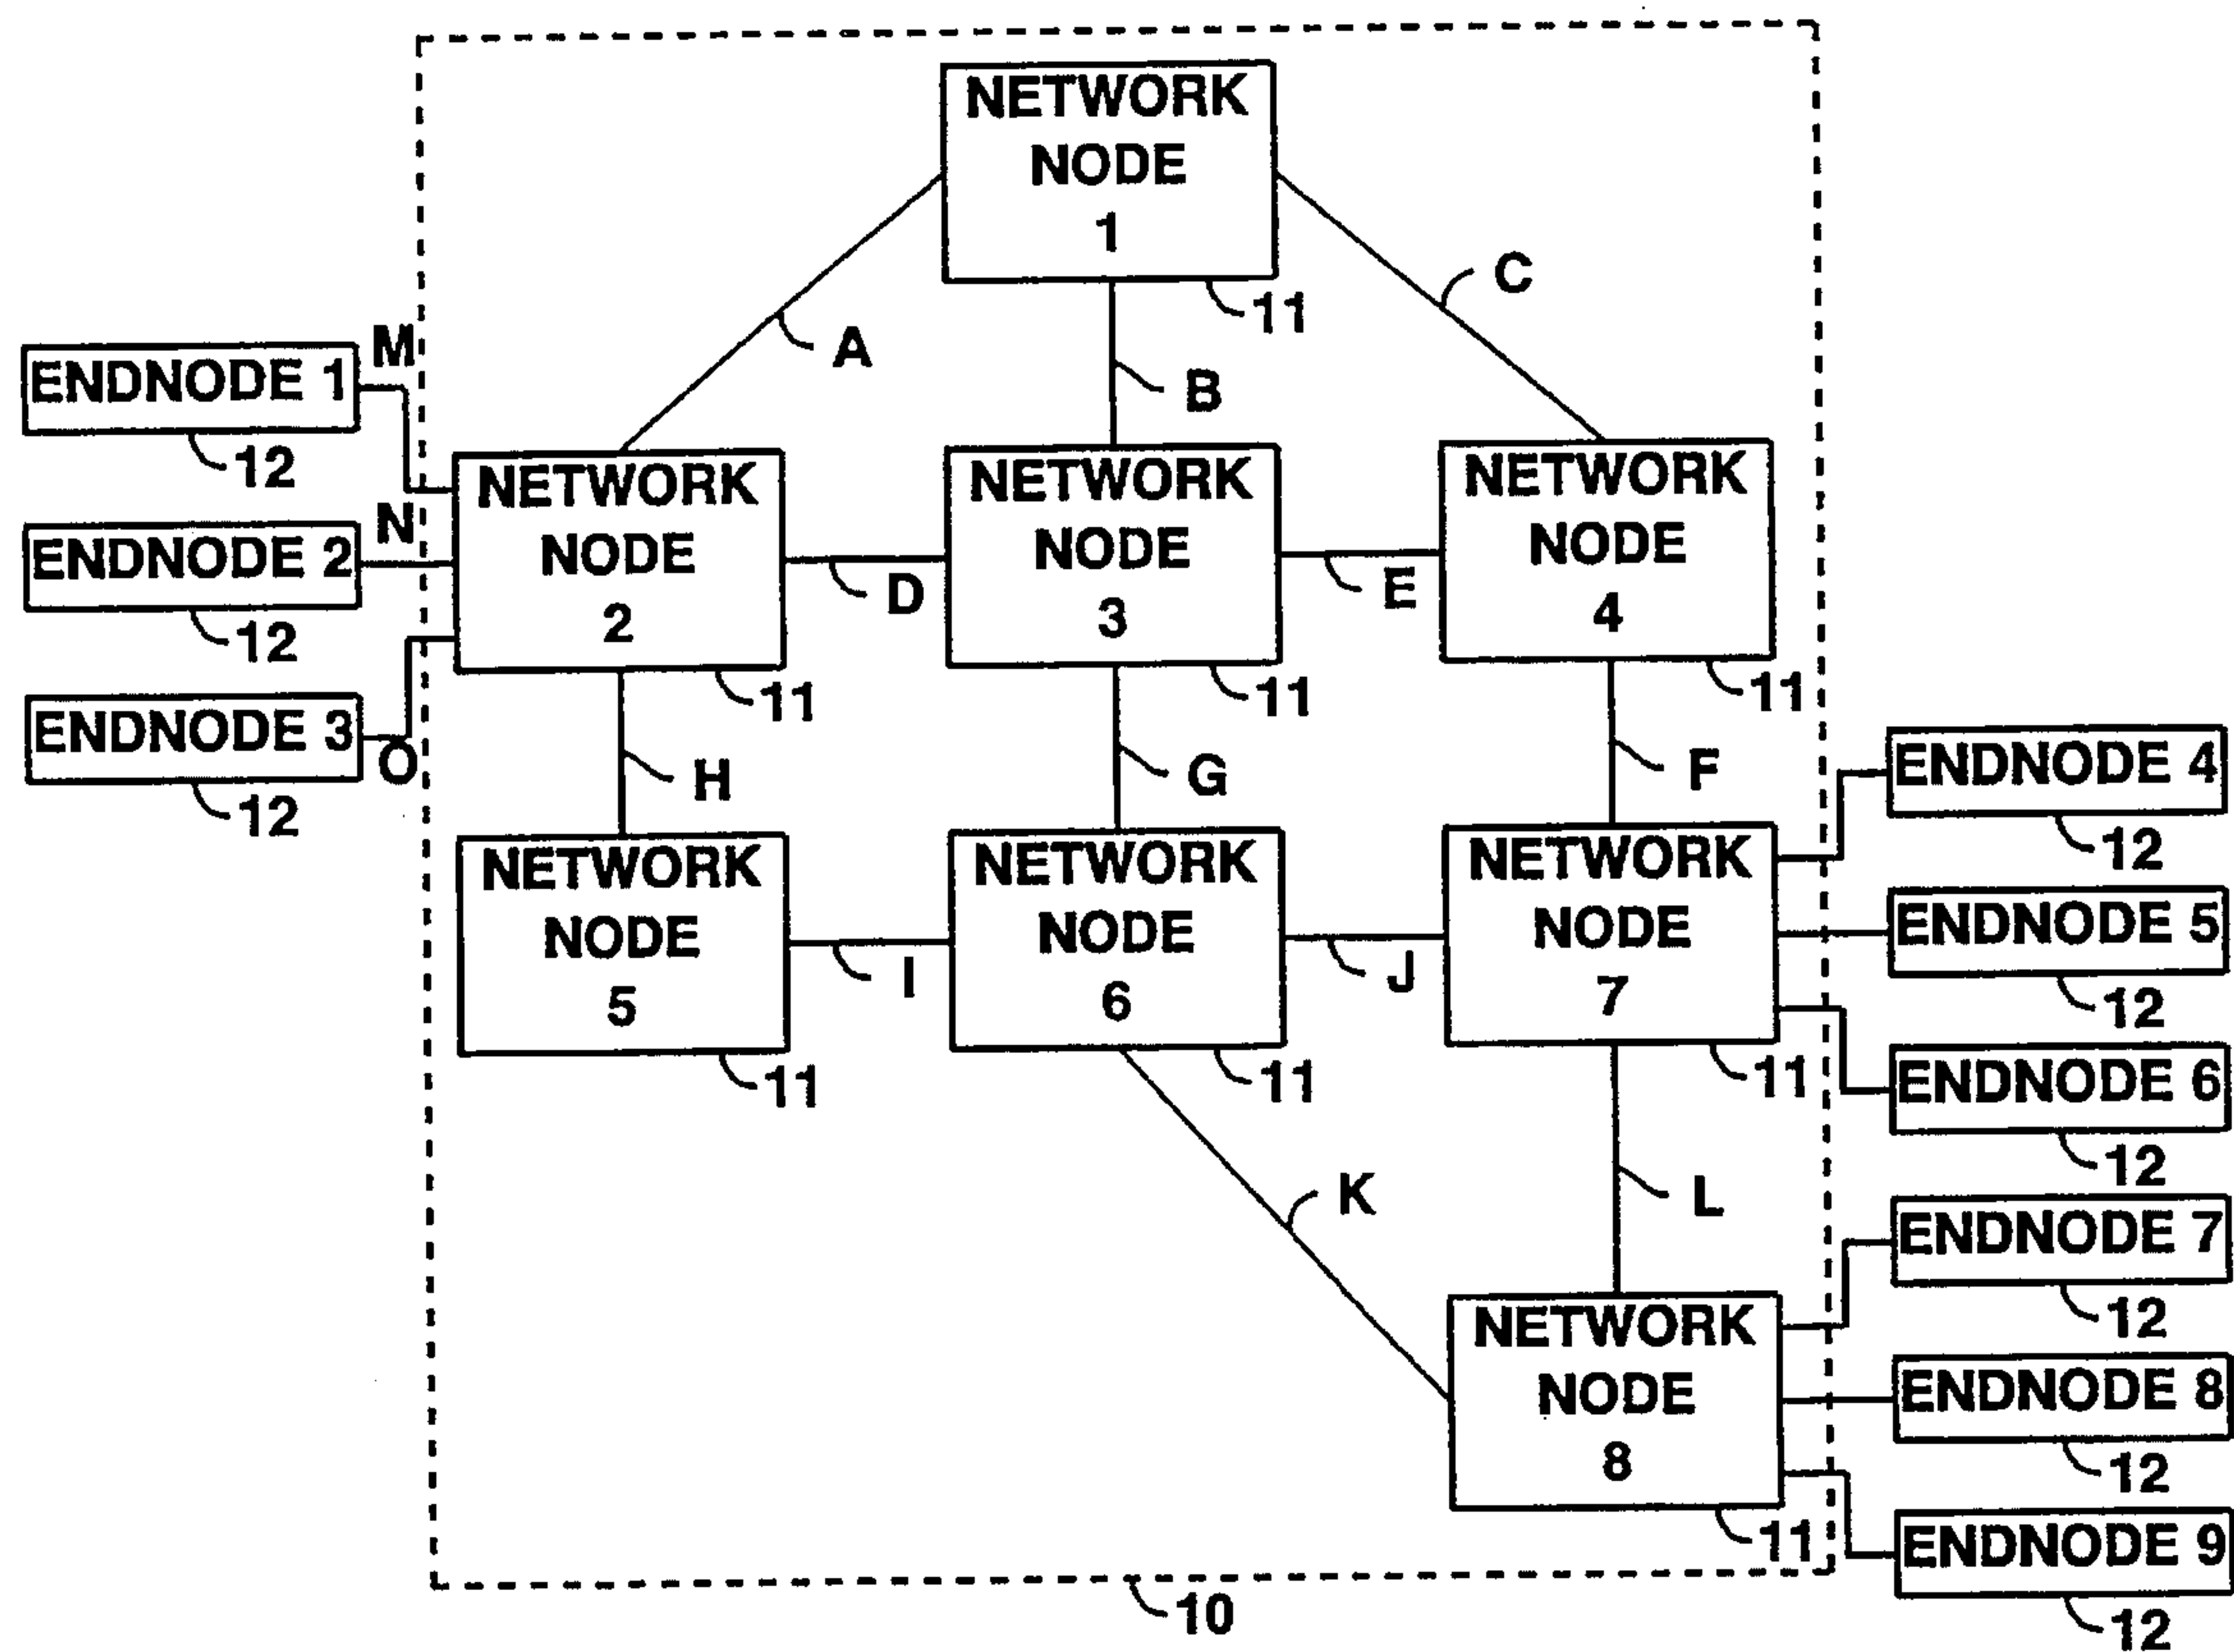 NETWORK
NODE
1
11
C
A
B
M
ENDNODE 1
12
N
ENDNODE 2
12
O
ENDNODE 3
12
NETWORK
NODE
2
11
D
NETWORK
NODE
3
11
E
NETWORK
NODE
4
11
H
G
F
NETWORK
NODE
5
11
I
NETWORK
NODE
6
11
J
NETWORK
NODE
7
11
ENDNODE 4
12
ENDNODE 5
12
ENDNODE 6
12
K
L
NETWORK
NODE
8
11
ENDNODE 7
12
ENDNODE 8
12
ENDNODE 9
12
10